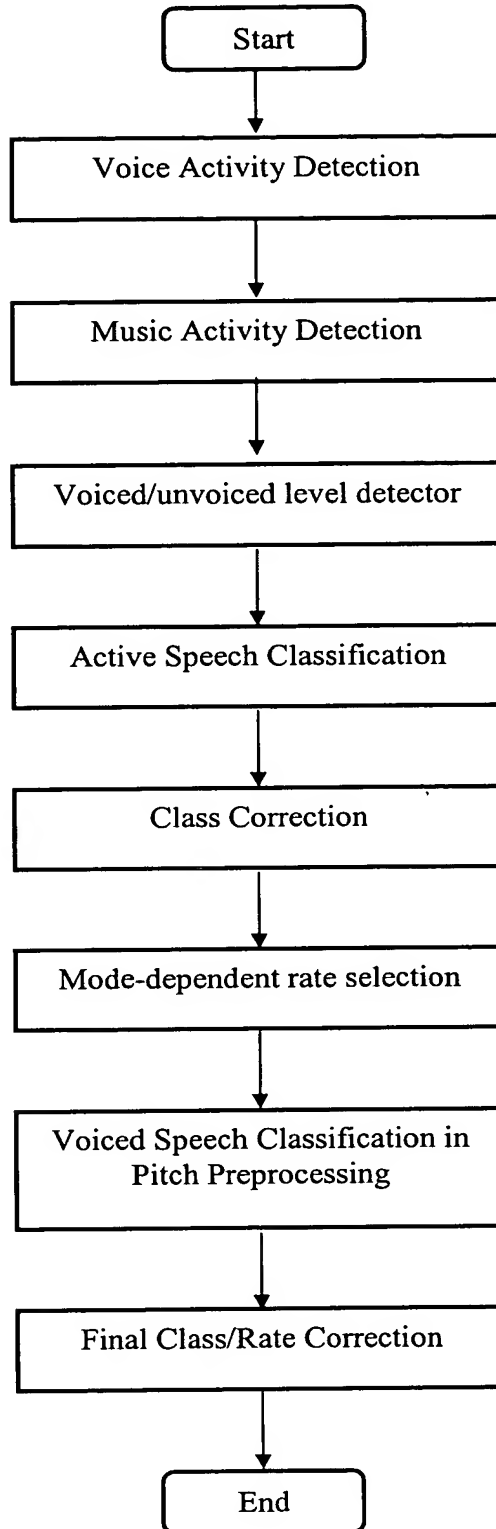 Start
Voice Activity Detection
Music Activity Detection
Voiced/unvoiced level detector
Active Speech Classification
Class Correction
Mode-dependent rate selection
Voiced Speech Classification in
Pitch Preprocessing
Final Class/Rate Correction
End